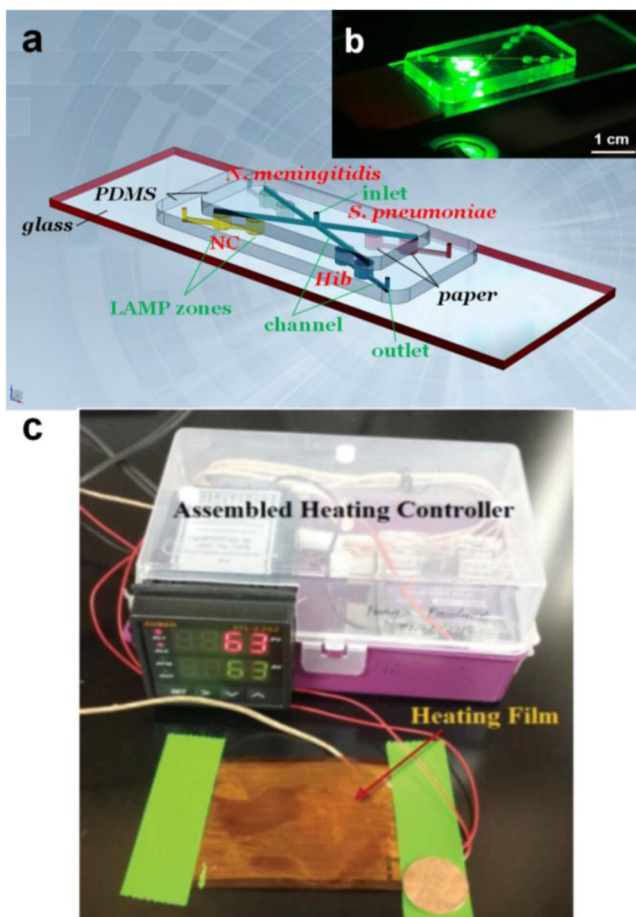 a
b
1 cm
N. meningitidis
PDMS
inlet
S. pneumoniae
glass
NC
Hib
paper
LAMP zones
channel
outlet
c
Assembled Heating Controller
63
63
SET
Heating Film